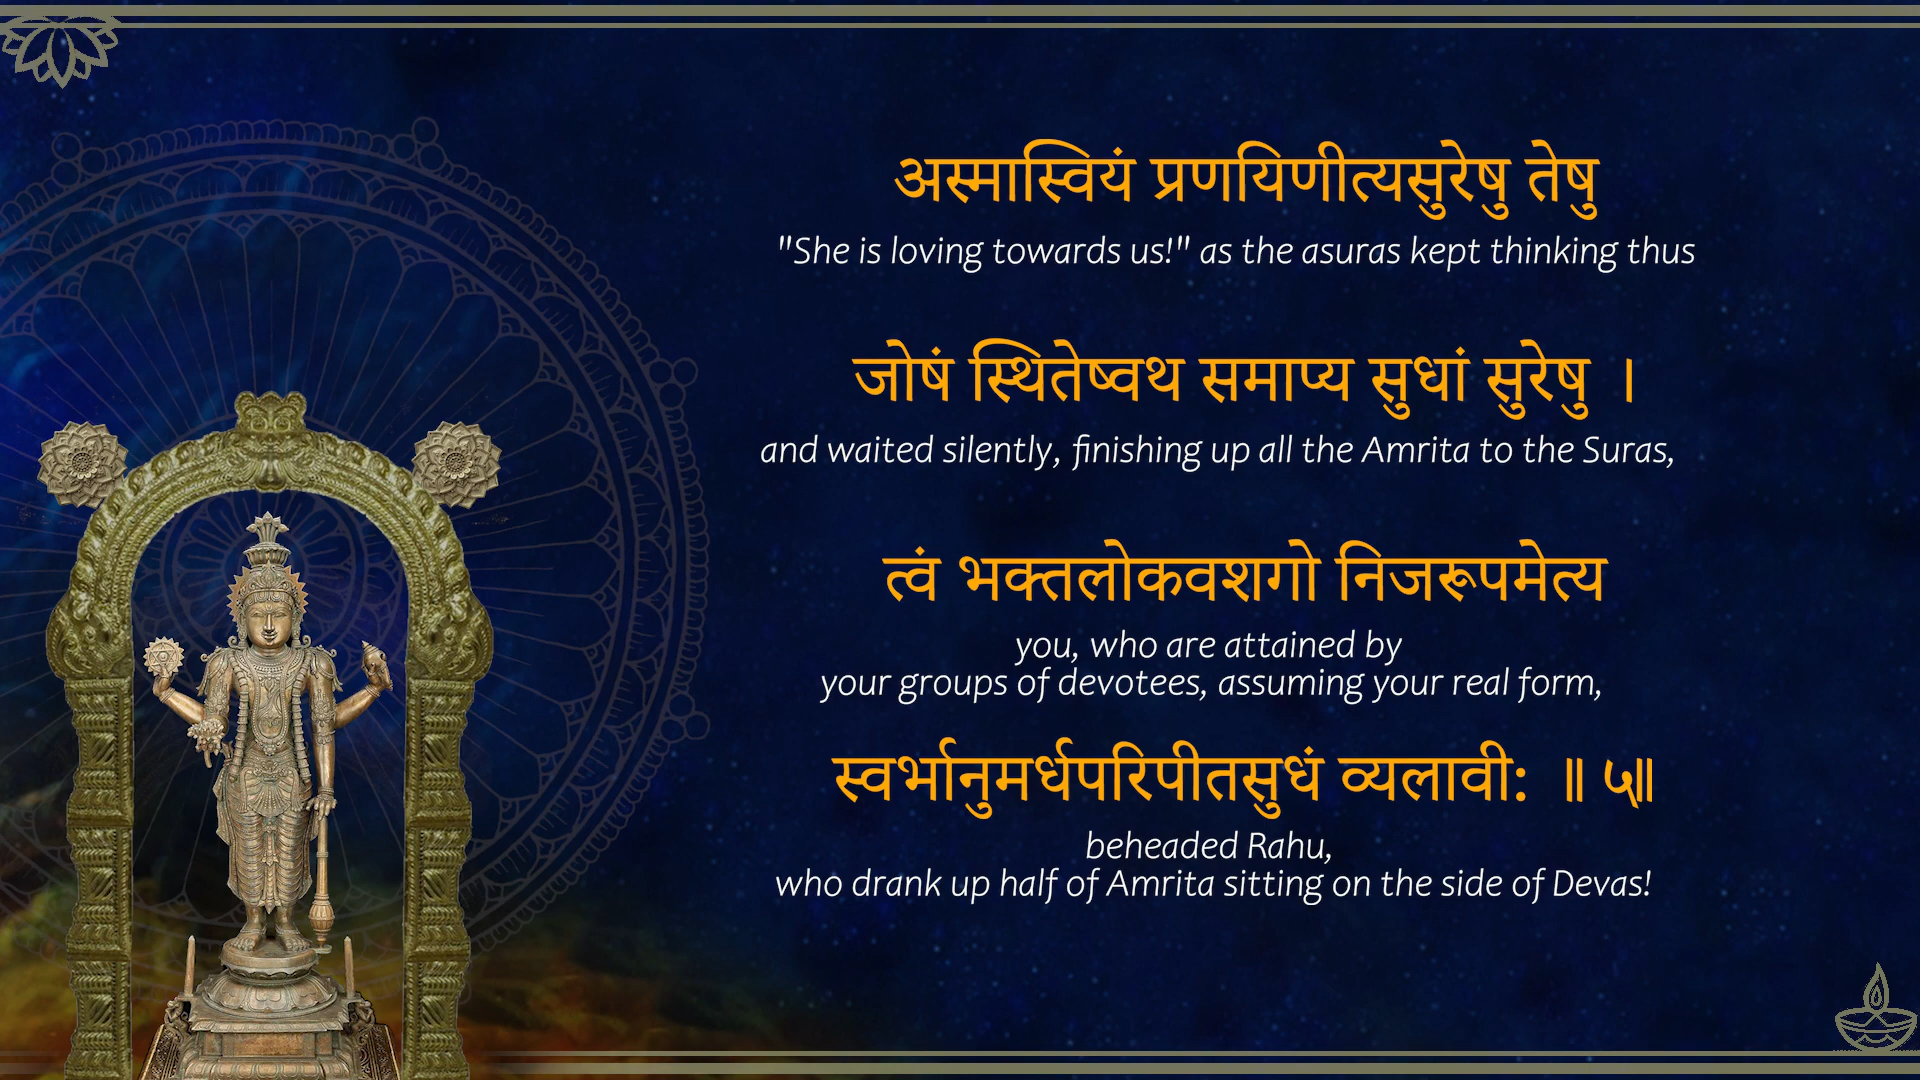 अस्मास्वियं प्रणयिणीत्यसुरेषु तेषु
"She is loving towards us!" as the asuras kept thinking thus
जोषं स्थितेष्वथ समाप्य सुधां सुरेषु ।
and waited silently, finishing up all the Amrita to the Suras,
त्वं भक्तलोकवशगो निजरूपमेत्य
you, who are attained by
your groups of devotees, assuming your real form,
स्वर्भानुमर्धपरिपीतसुधं व्यलावी: ॥ ५॥
beheaded Rahu,
who drank up half of Amrita sitting on the side of Devas!